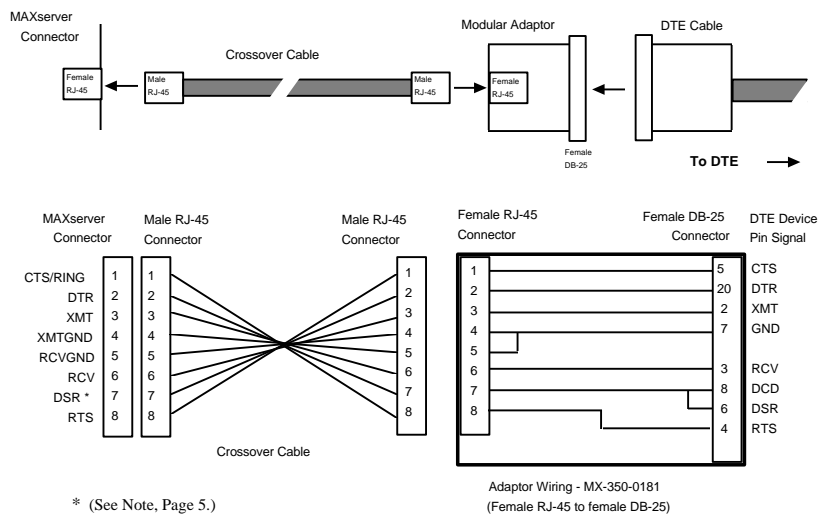 MAXserver
Connector
Crossover Cable
Modular Adaptor
DTE Cable
Female
RJ-45
Male
RJ-45
Male
RJ-45
Female
RJ-45
Female
DB-25
To DTE
MAXserver
Connector
Male RJ-45
Connector
Male RJ-45
Connector
Female RJ-45
Connector
Female DB-25
Connector
DTE Device
Pin Signal
CTS/RING 1 1 1 1 5 CTS
DTR 2 2 2 2 20 DTR
XMT 3 3 3 3 2 XMT
XMTGND 4 4 4 4 7 GND
RCVGND 5 5 5 5
RCV 6 6 6 6 3 RCV
DSR * 7 7 7 7 8 DCD
6 DSR
RTS 8 8 8 8 4 RTS
Crossover Cable
* (See Note, Page 5.)
Adaptor Wiring - MX-350-0181
(Female RJ-45 to female DB-25)